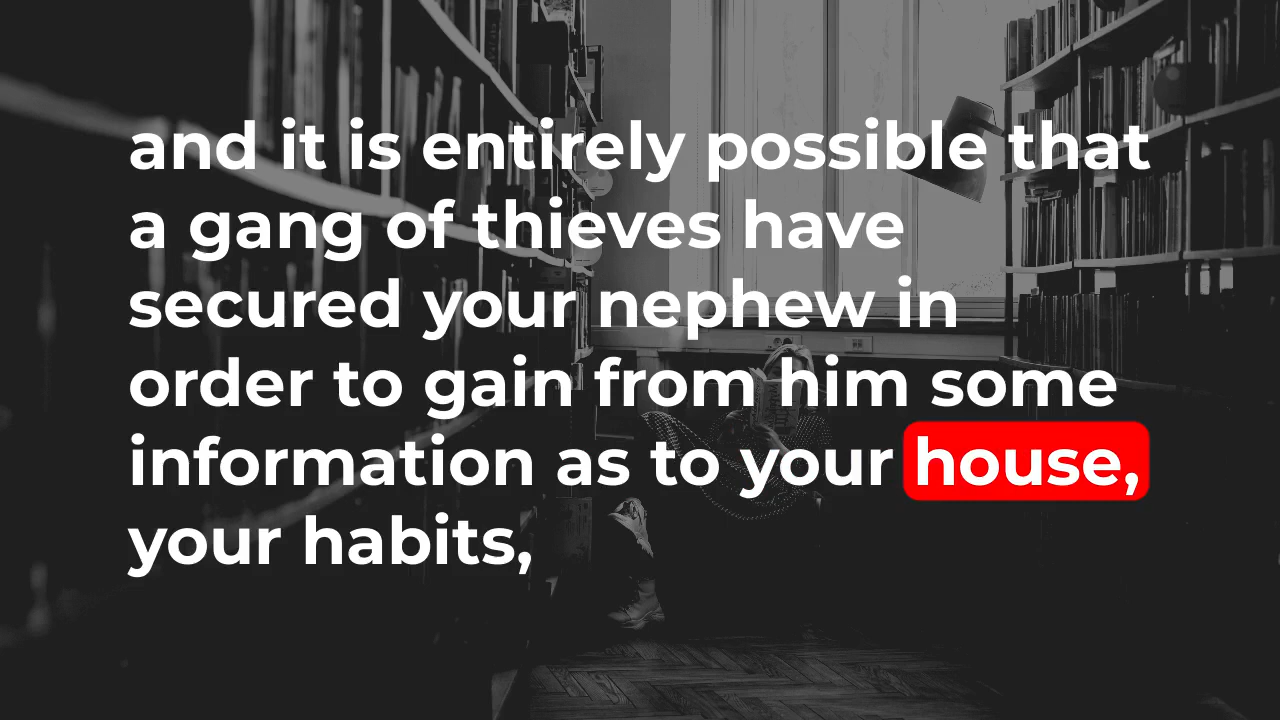 and it is entirely possible that
a gang of thieves have
secured your nephew in
order to gain from him some
information as to your house,
your habits,